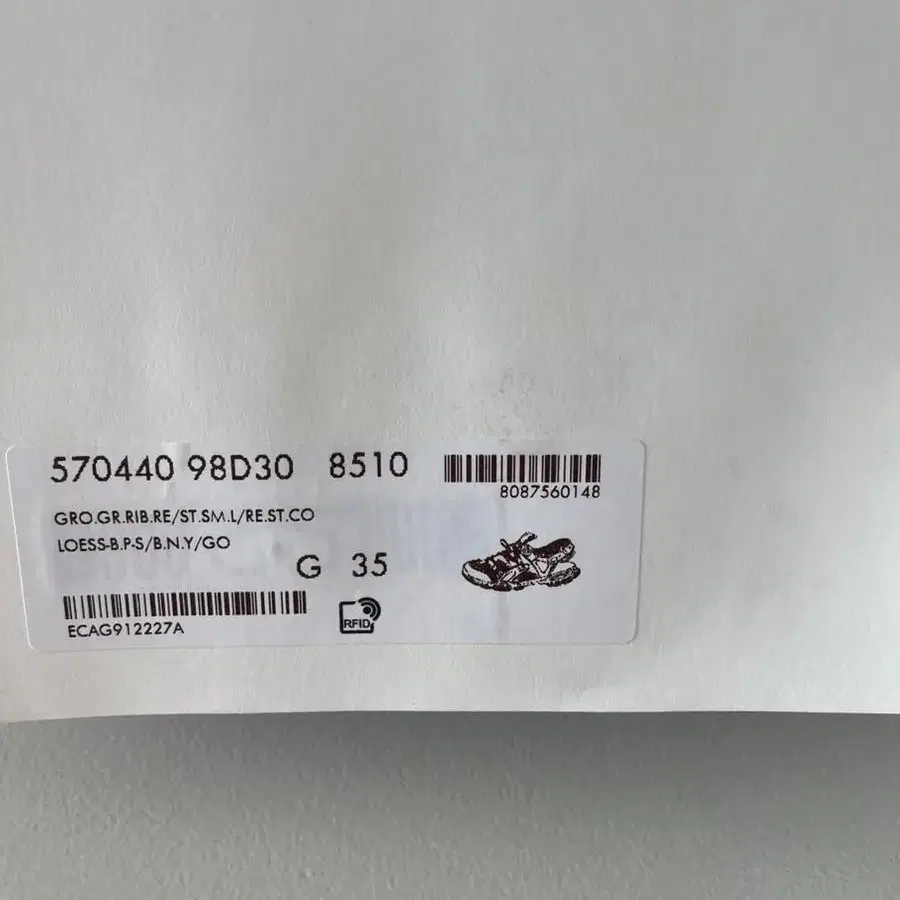 570440 98D30 8510
8087560148
GRO.GR.RIB.RE/ST.SM.L/RE.ST.CO
LOESS-B.P-S/B.N.Y/GO
G 35
ECAG912227A
RFID